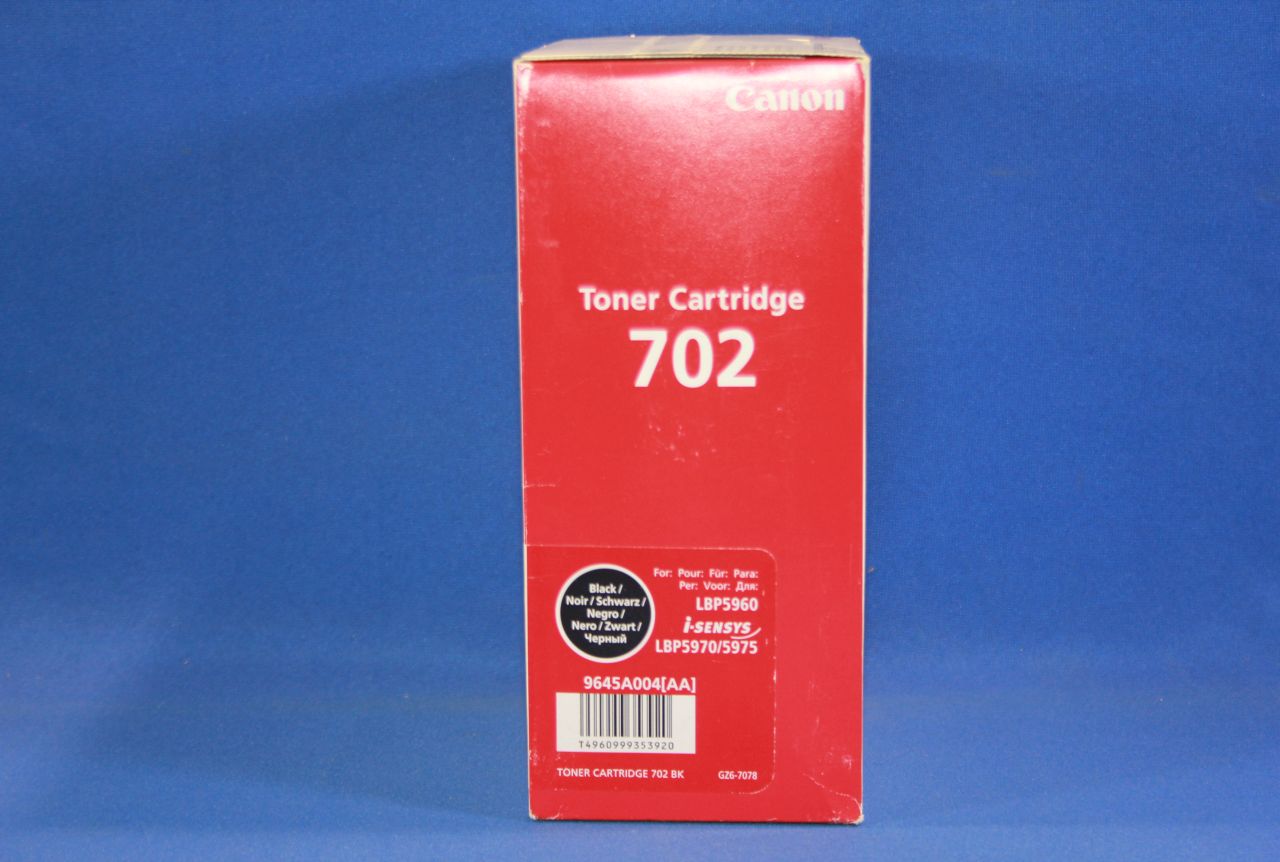 Canon
Toner Cartridge
702
Black /
Noir / Schwarz /
Negro /
Nero / Zwart /
Черный
For: Pour: Für: Para:
Per: Voor: Для:
LBP5960
i-SENSYS
LBP5970/5975
9645A004[AA]
T4960999353920
TONER CARTRIDGE 702 BK GZ6-7078